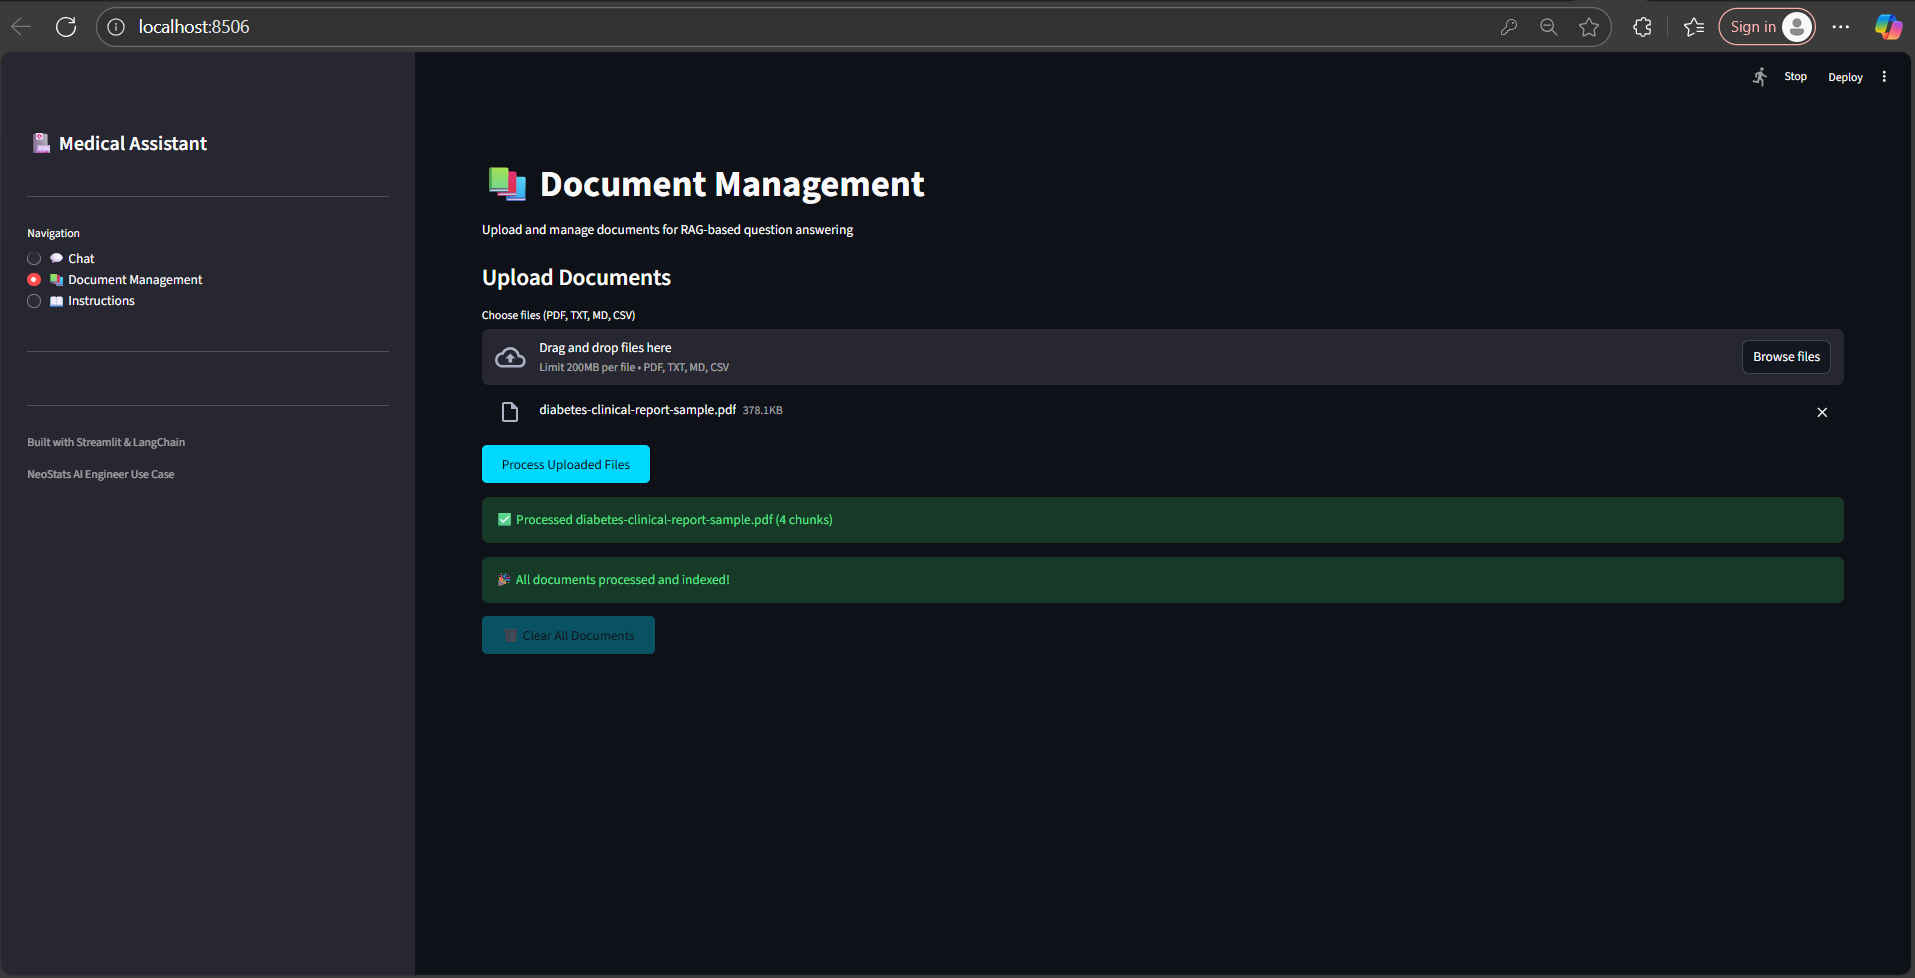 localhost:8506
Sign in
Stop
Deploy
Medical Assistant
Navigation
Chat
Document Management
Instructions
Built with Streamlit & LangChain
NeoStats AI Engineer Use Case
Document Management
Upload and manage documents for RAG-based question answering
Upload Documents
Choose files (PDF, TXT, MD, CSV)
Drag and drop files here
Limit 200MB per file • PDF, TXT, MD, CSV
Browse files
diabetes-clinical-report-sample.pdf 378.1KB
Process Uploaded Files
✅ Processed diabetes-clinical-report-sample.pdf (4 chunks)
🎉 All documents processed and indexed!
Clear All Documents